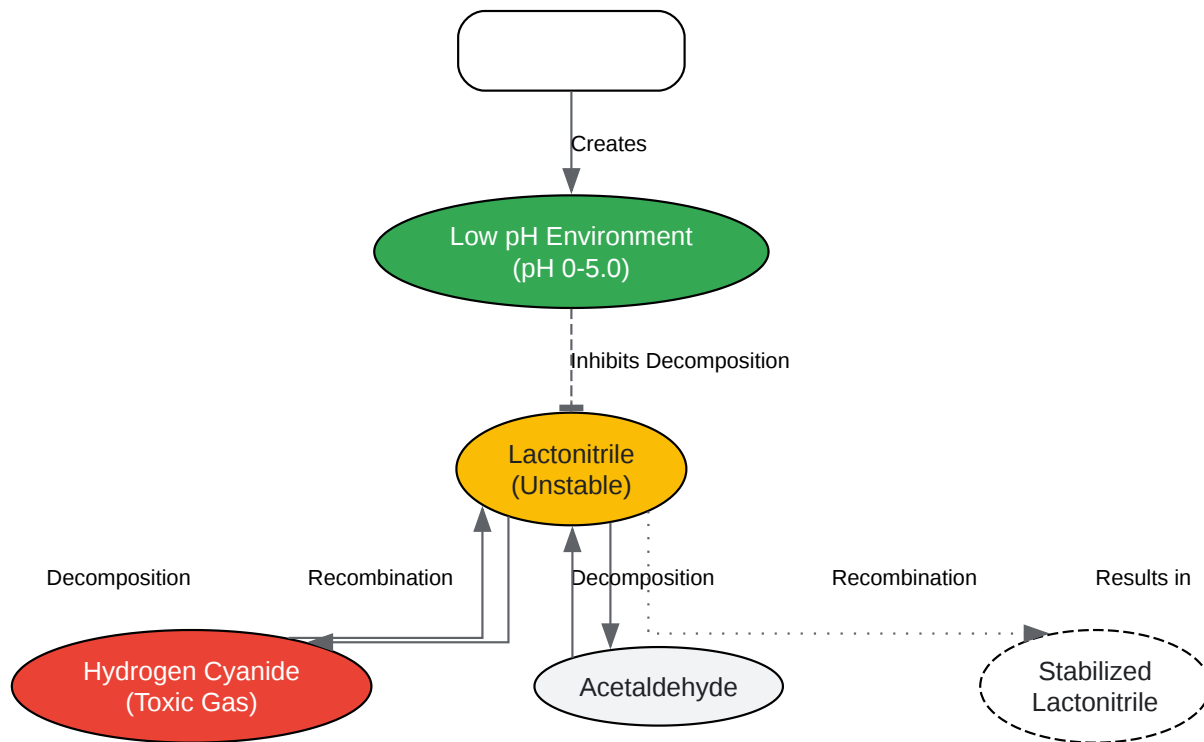 Creates
Low pH Environment
(pH 0-5.0)
Inhibits Decomposition
Lactonitrile
(Unstable)
Decomposition
Recombination
Decomposition
Recombination
Results in
Hydrogen Cyanide
(Toxic Gas)
Acetaldehyde
Stabilized
Lactonitrile